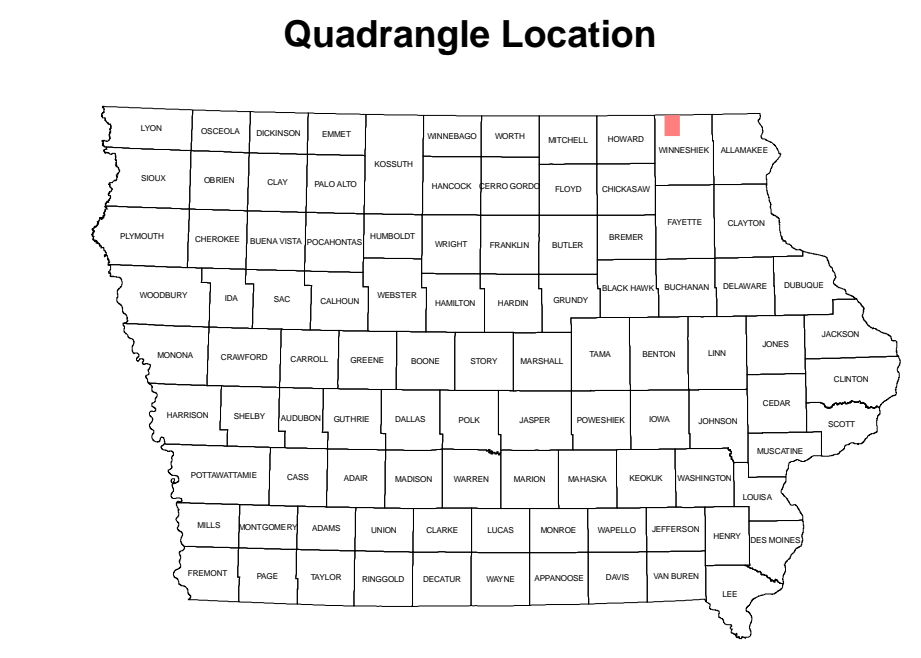 Quadrangle Location
LYON OSCEOLA DICKINSON EMMET WINNEBAGO WORTH MITCHELL HOWARD
WINNESHIEK ALLAMAKEE
KOSSUTH
SIOUX OBRIEN CLAY PALO ALTO HANCOCK CERRO GORDO FLOYD CHICKASAW
FAYETTE CLAYTON
PLYMOUTH CHEROKEE BUENA VISTA POCAHONTAS HUMBOLDT WRIGHT FRANKLIN BUTLER BREMER
WOODBURY IDA SAC CALHOUN WEBSTER HAMILTON HARDIN GRUNDY BLACK HAWK BUCHANAN DELAWARE DUBUQUE
MONONA CRAWFORD CARROLL GREENE BOONE STORY MARSHALL TAMA BENTON LINN JONES JACKSON
CLINTON
HARRISON SHELBY AUDUBON GUTHRIE DALLAS POLK JASPER POWESHIEK IOWA JOHNSON CEDAR SCOTT
MUSCATINE
POTTAWATTAMIE CASS ADAIR MADISON WARREN MARION MAHASKA KEOKUK WASHINGTON
LOUISA
MILLS MONTGOMERY ADAMS UNION CLARKE LUCAS MONROE WAPELLO JEFFERSON HENRY DES MOINES
FREMONT PAGE TAYLOR RINGGOLD DECATUR WAYNE APPANOOSE DAVIS VAN BUREN
LEE